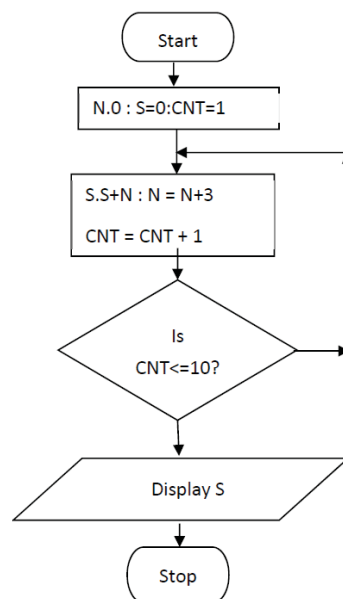 Start
N.0 : S=0:CNT=1
S.S+N : N = N+3
CNT = CNT + 1
Is
CNT<=10?
Display S
Stop